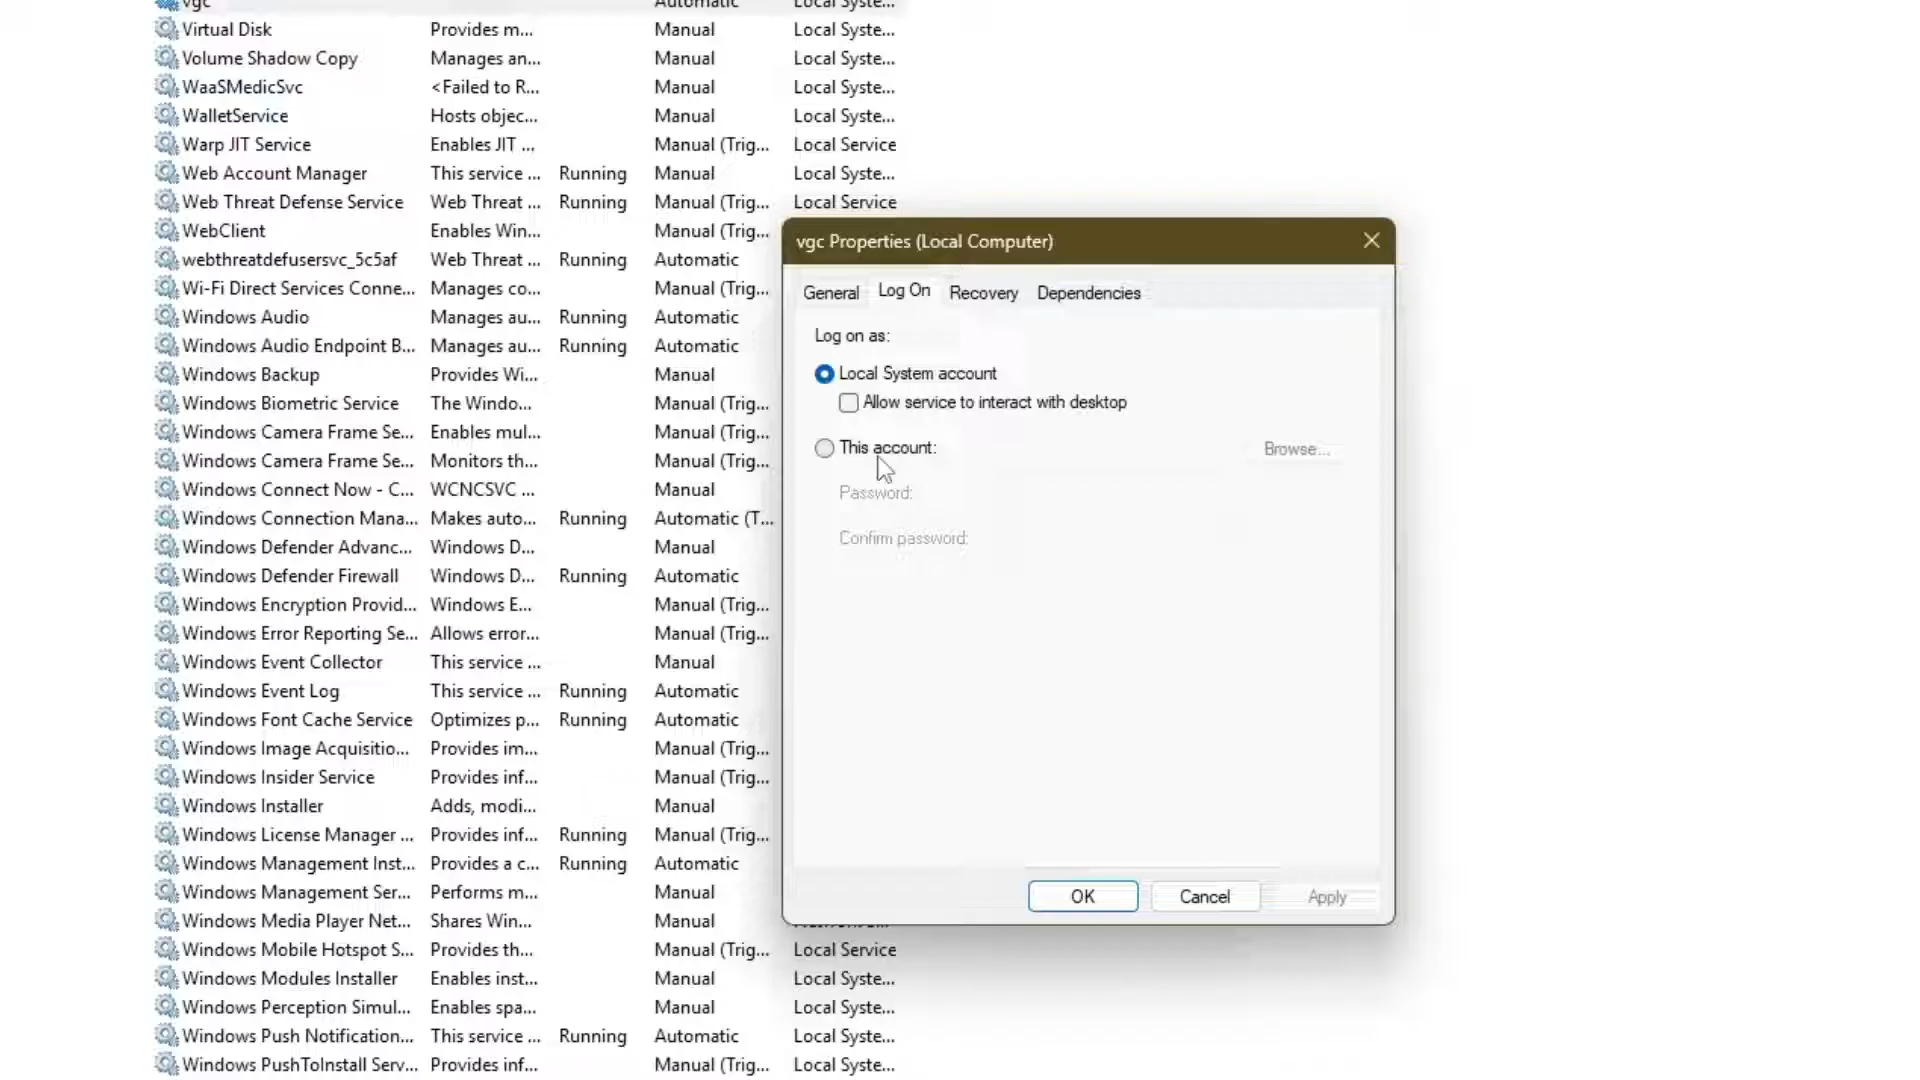 vgc Automatic Local Syste...
Virtual Disk Provides m... Manual Local Syste...
Volume Shadow Copy Manages an... Manual Local Syste...
WaaSMedicSvc <Failed to R... Manual Local Syste...
WalletService Hosts objec... Manual Local Syste...
Warp JIT Service Enables JIT ... Manual (Trig... Local Service
Web Account Manager This service ... Running Manual Local Syste...
Web Threat Defense Service Web Threat ... Running Manual (Trig... Local Service
WebClient Enables Win... Manual (Trig...
webthreatdefusersvc_5c5af Web Threat ... Running Automatic
Wi-Fi Direct Services Conne... Manages co... Manual (Trig...
Windows Audio Manages au... Running Automatic
Windows Audio Endpoint B... Manages au... Running Automatic
Windows Backup Provides Wi... Manual
Windows Biometric Service The Windo... Manual (Trig...
Windows Camera Frame Se... Enables mul... Manual (Trig...
Windows Camera Frame Se... Monitors th... Manual (Trig...
Windows Connect Now - C... WCNCSVC ... Manual
Windows Connection Mana... Makes auto... Running Automatic (T...
Windows Defender Advanc... Windows D... Manual
Windows Defender Firewall Windows D... Running Automatic
Windows Encryption Provid... Windows E... Manual (Trig...
Windows Error Reporting Se... Allows error... Manual (Trig...
Windows Event Collector This service ... Manual
Windows Event Log This service ... Running Automatic
Windows Font Cache Service Optimizes p... Running Automatic
Windows Image Acquisitio... Provides im... Manual (Trig...
Windows Insider Service Provides inf... Manual (Trig...
Windows Installer Adds, modi... Manual
Windows License Manager ... Provides inf... Running Manual (Trig...
Windows Management Inst... Provides a c... Running Automatic
Windows Management Ser... Performs m... Manual
Windows Media Player Net... Shares Win... Manual
Windows Mobile Hotspot S... Provides th... Manual (Trig... Local Service
Windows Modules Installer Enables inst... Manual Local Syste...
Windows Perception Simul... Enables spa... Manual Local Syste...
Windows Push Notification... This service ... Running Automatic Local Syste...
Windows PushToInstall Serv... Provides inf... Manual (Trig... Local Syste...
vgc Properties (Local Computer)
General Log On Recovery Dependencies
Log on as:
Local System account
Allow service to interact with desktop
This account: Browse...
Password:
Confirm password:
OK Cancel Apply